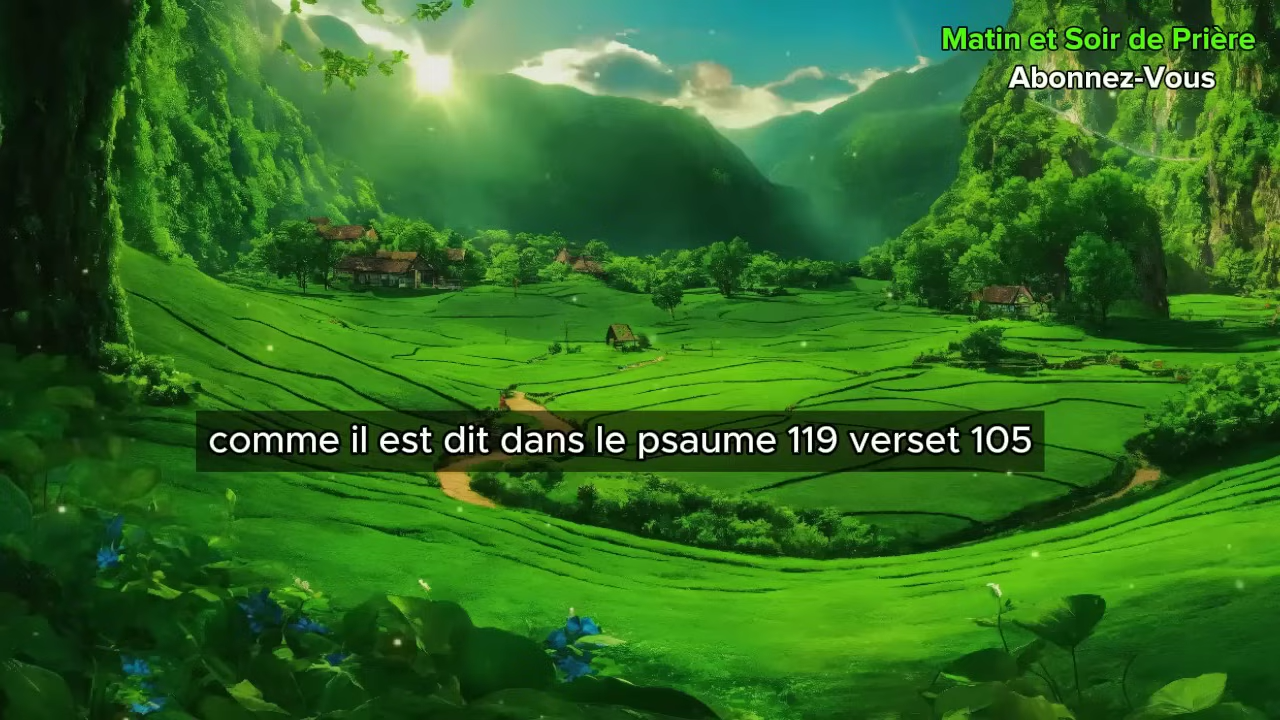 Matin et Soir de Prière
Abonnez-Vous
comme il est dit dans le psaume 119 verset 105